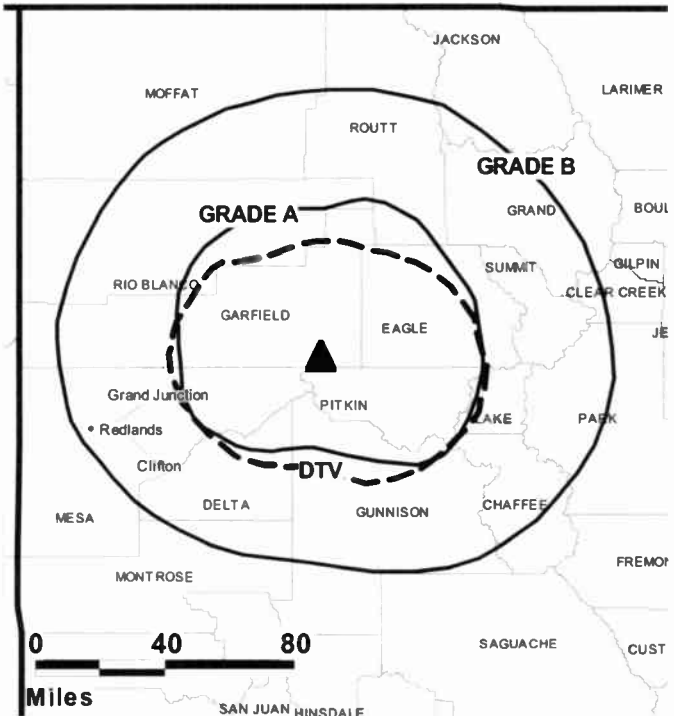 JACKSON
MOFFAT
LARIMER
ROUTT
GRADE B
GRADE A
GRAND
BOUL
GILPIN
SUMMIT
RIO BLANCO
CLEAR CREEK
GARFIELD
EAGLE
JE
Grand Junction
PITKIN
LAKE
PARK
Redlands
Clifton
DTV
DELTA
GUNNISON
CHAFFEE
MESA
FREMON
MONTROSE
0 40 80
SAGUACHE
CUST
Miles
SAN JUAN
HINSDALE